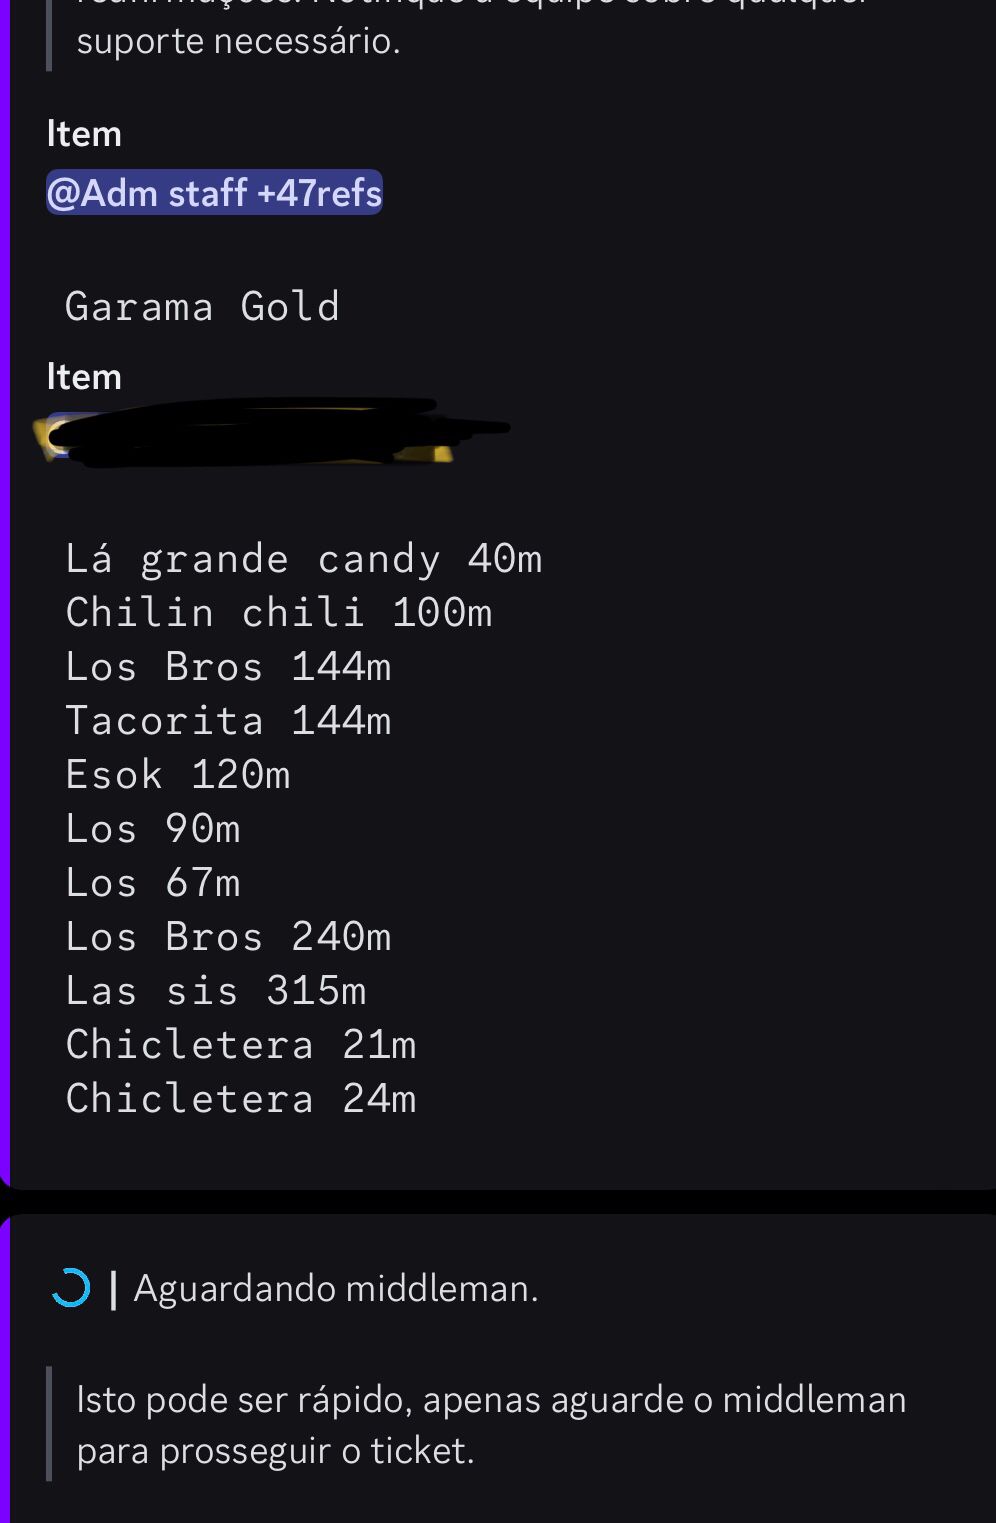 suporte necessário.
Item
@Adm staff +47refs
Garama Gold
Item
Lá grande candy 40m
Chilin chili 100m
Los Bros 144m
Tacorita 144m
Esok 120m
Los 90m
Los 67m
Los Bros 240m
Las sis 315m
Chicletera 21m
Chicletera 24m
| Aguardando middleman.
Isto pode ser rápido, apenas aguarde o middleman
para prosseguir o ticket.